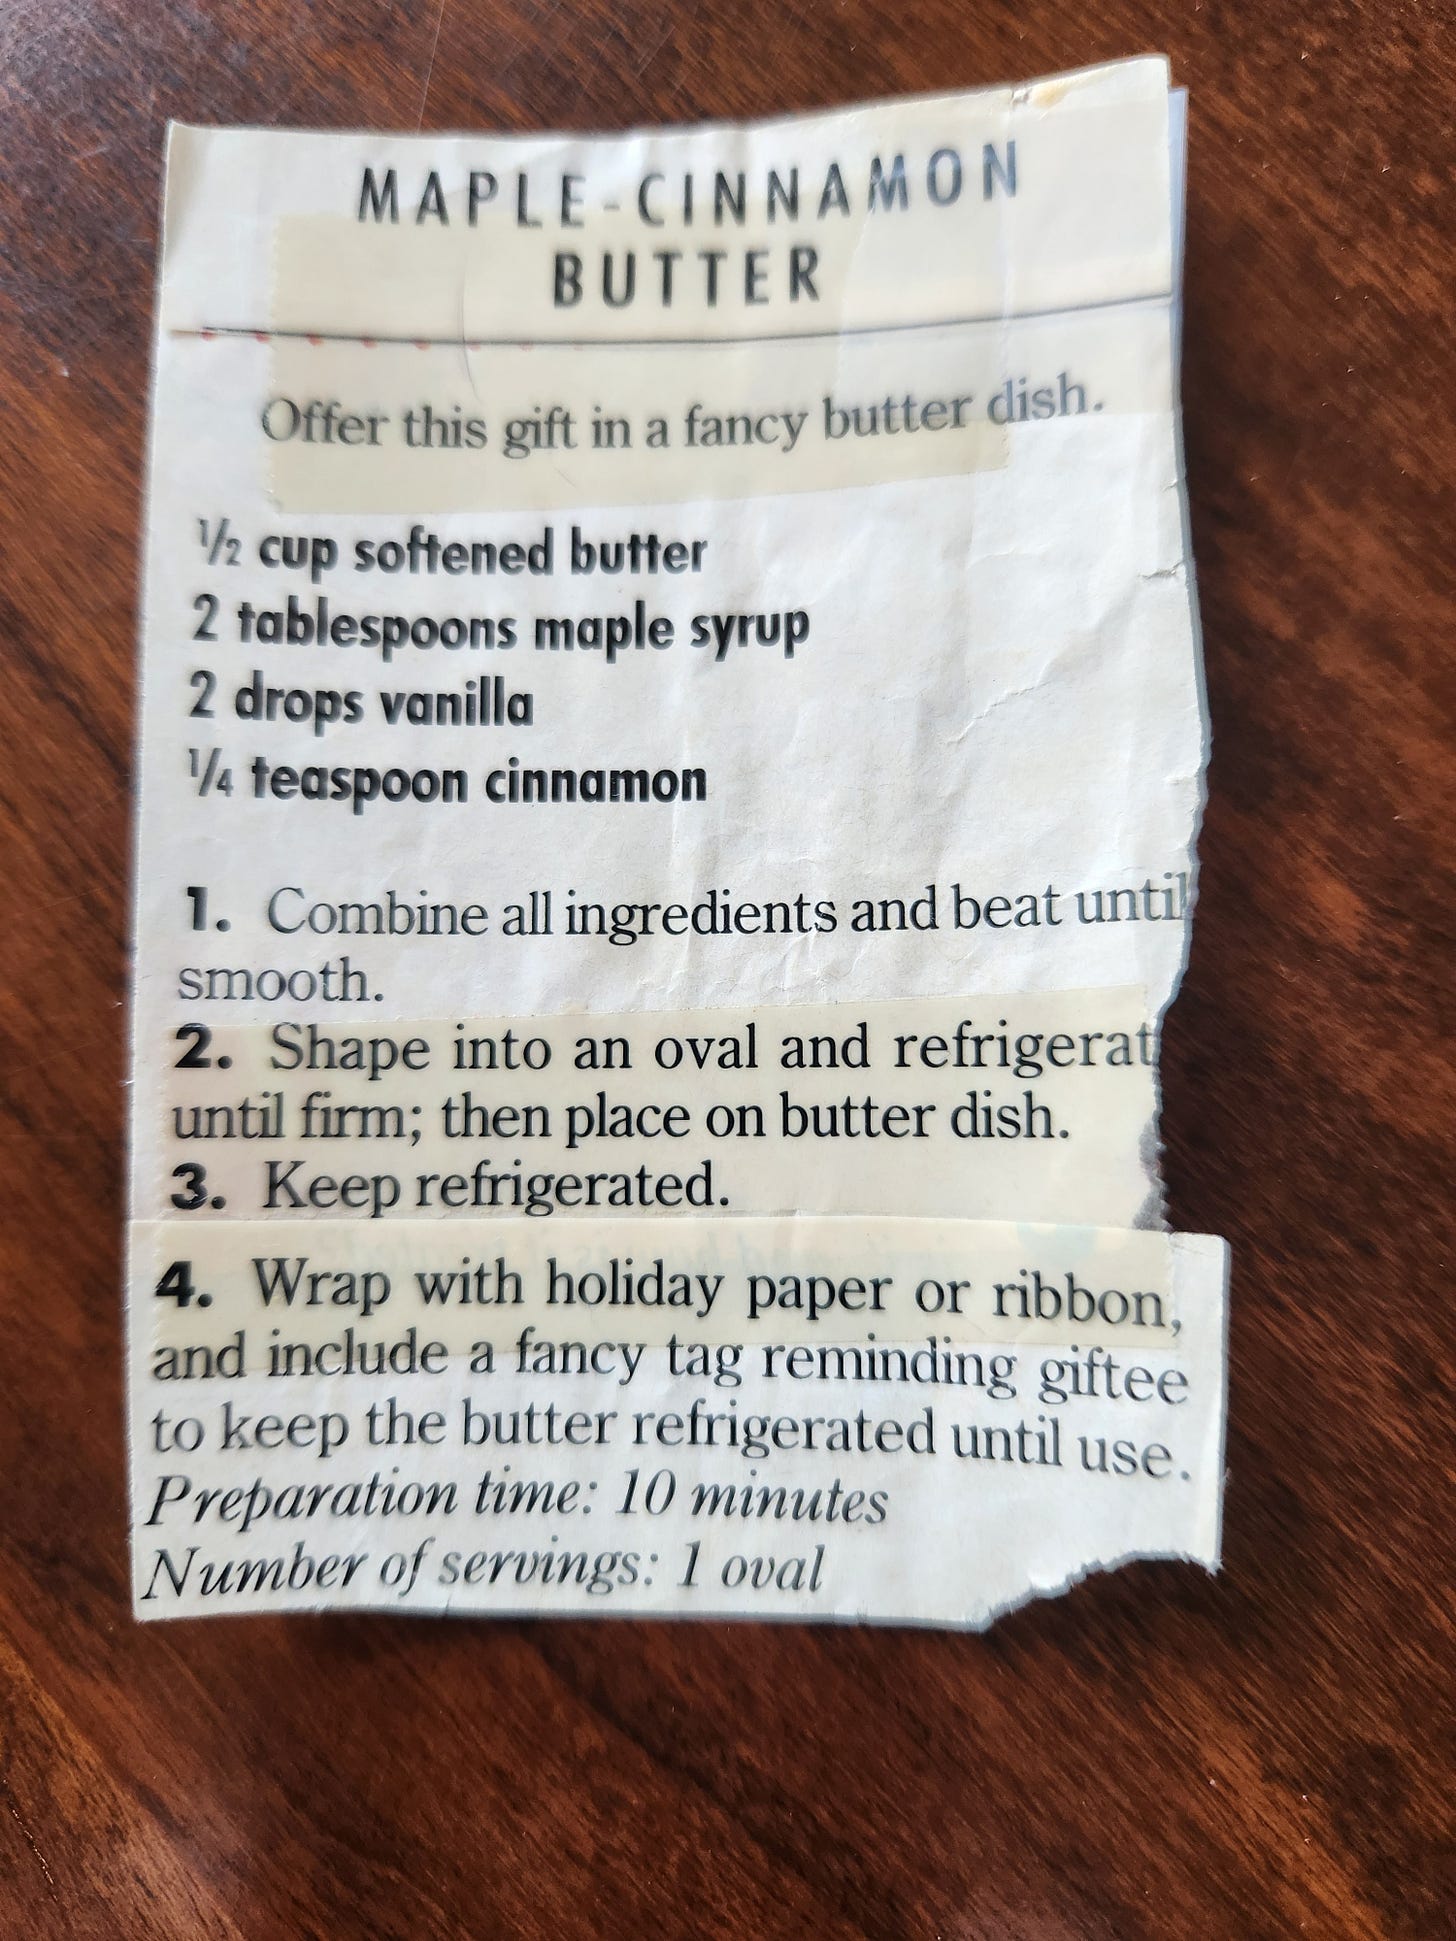 MAPLE-CINNAMON
BUTTER
Offer this gift in a fancy butter dish.
½ cup softened butter
2 tablespoons maple syrup
2 drops vanilla
¼ teaspoon cinnamon
1. Combine all ingredients and beat until
smooth.
2. Shape into an oval and refrigerat
until firm; then place on butter dish.
3. Keep refrigerated.
4. Wrap with holiday paper or ribbon,
and include a fancy tag reminding giftee
to keep the butter refrigerated until use.
Preparation time: 10 minutes
Number of servings: 1 oval